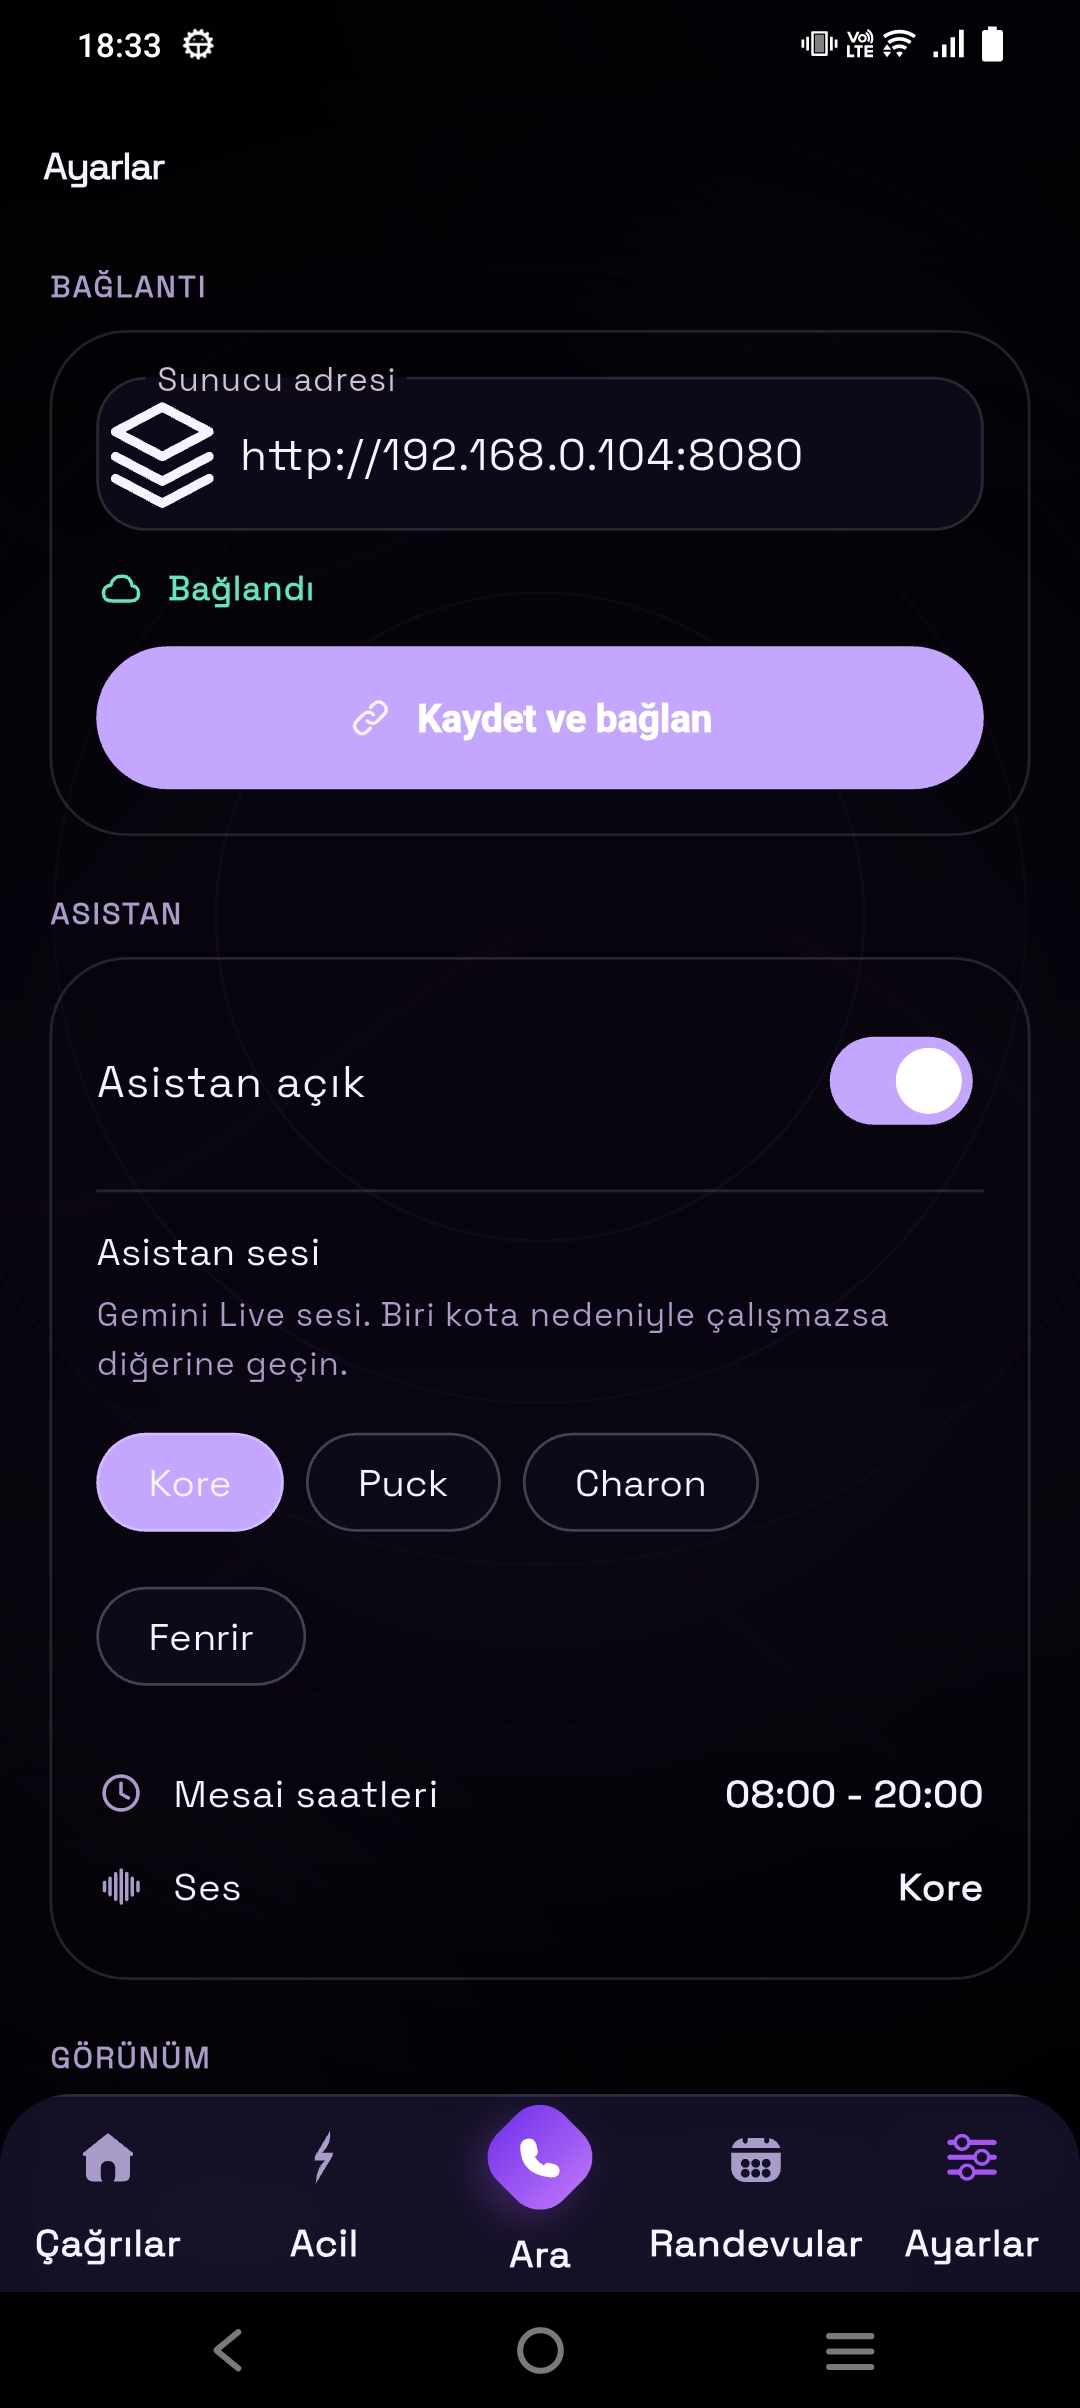 18:33
Vo) LTE
Ayarlar
BAĞLANTI
Sunucu adresi
http://192.168.0.104:8080
Bağlandı
Kaydet ve bağlan
ASISTAN
Asistan açık
Asistan sesi
Gemini Live sesi. Biri kota nedeniyle çalışmazsa
diğerine geçin.
Kore Puck Charon
Fenrir
Mesai saatleri 08:00 - 20:00
Ses Kore
GÖRÜNÜM
Çağrılar Acil Ara Randevular Ayarlar